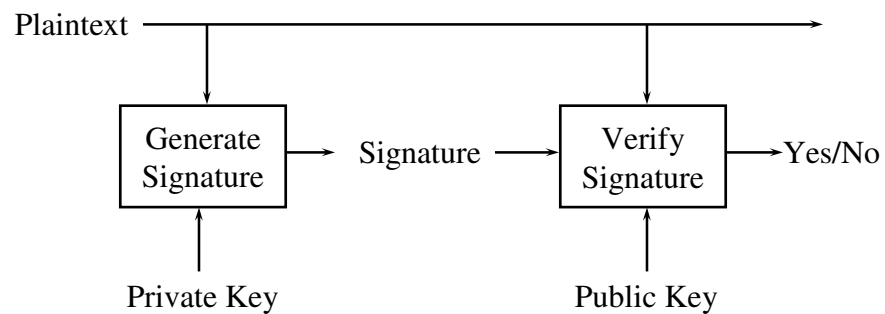 Plaintext
Generate
Signature
Signature
Verify
Signature
Yes/No
Private Key
Public Key